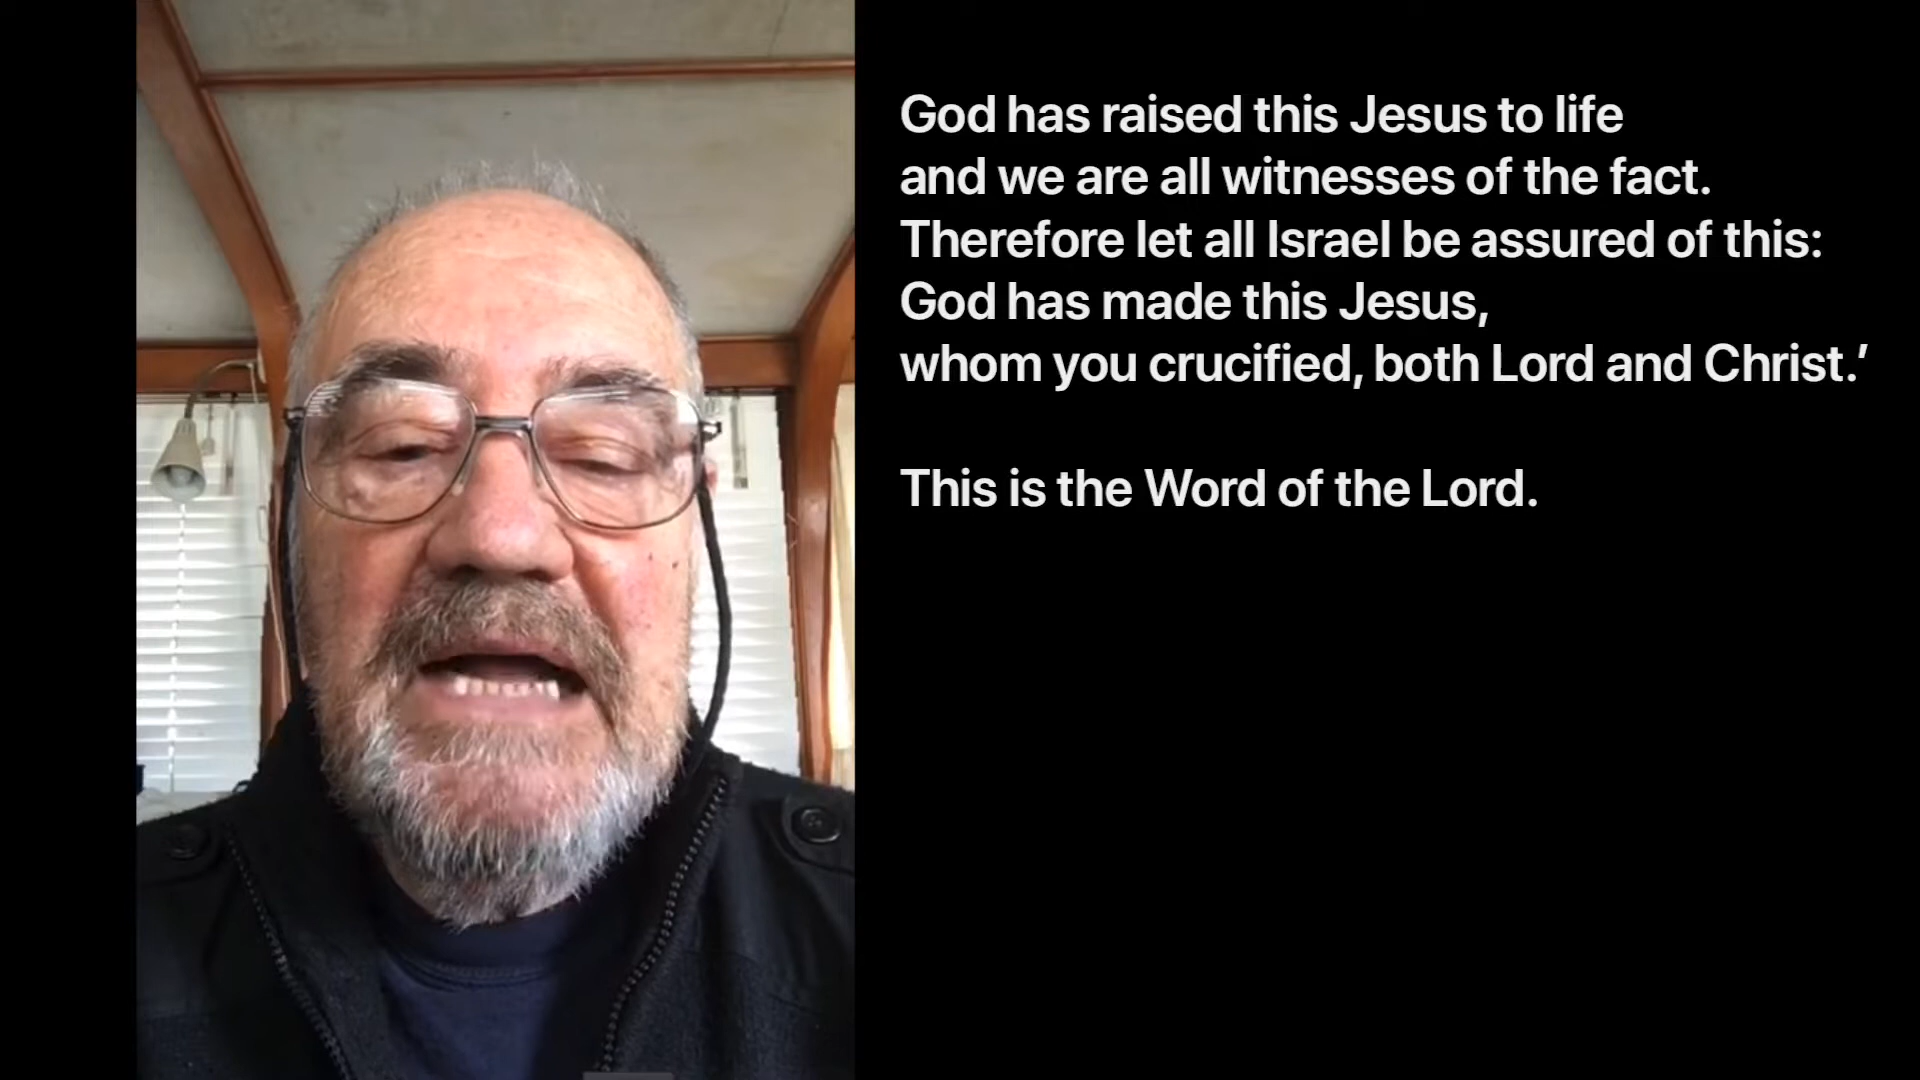 God has raised this Jesus to life
and we are all witnesses of the fact.
Therefore let all Israel be assured of this:
God has made this Jesus,
whom you crucified, both Lord and Christ.’

This is the Word of the Lord.